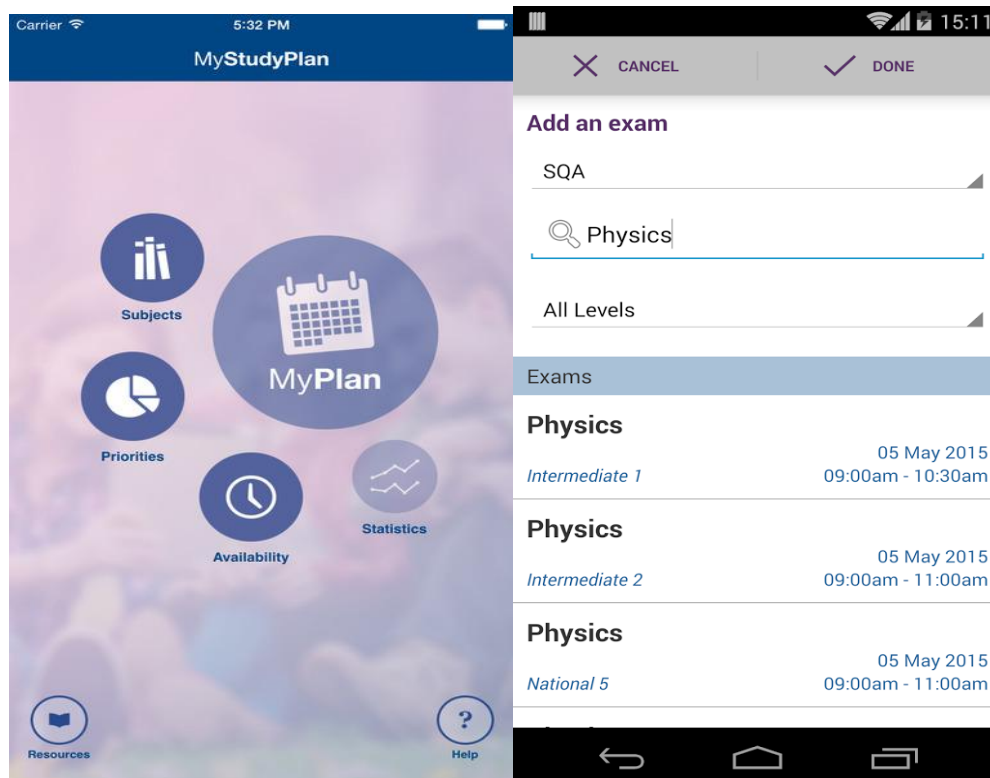 Carrier 5:32 PM
MyStudyPlan
Subjects
MyPlan
Priorities
Statistics
Availability
Resources
?
Help
15:11
CANCEL DONE
Add an exam
SQA
Physics
All Levels
Exams
Physics
05 May 2015
Intermediate 1 09:00am - 10:30am
Physics
05 May 2015
Intermediate 2 09:00am - 11:00am
Physics
05 May 2015
National 5 09:00am - 11:00am